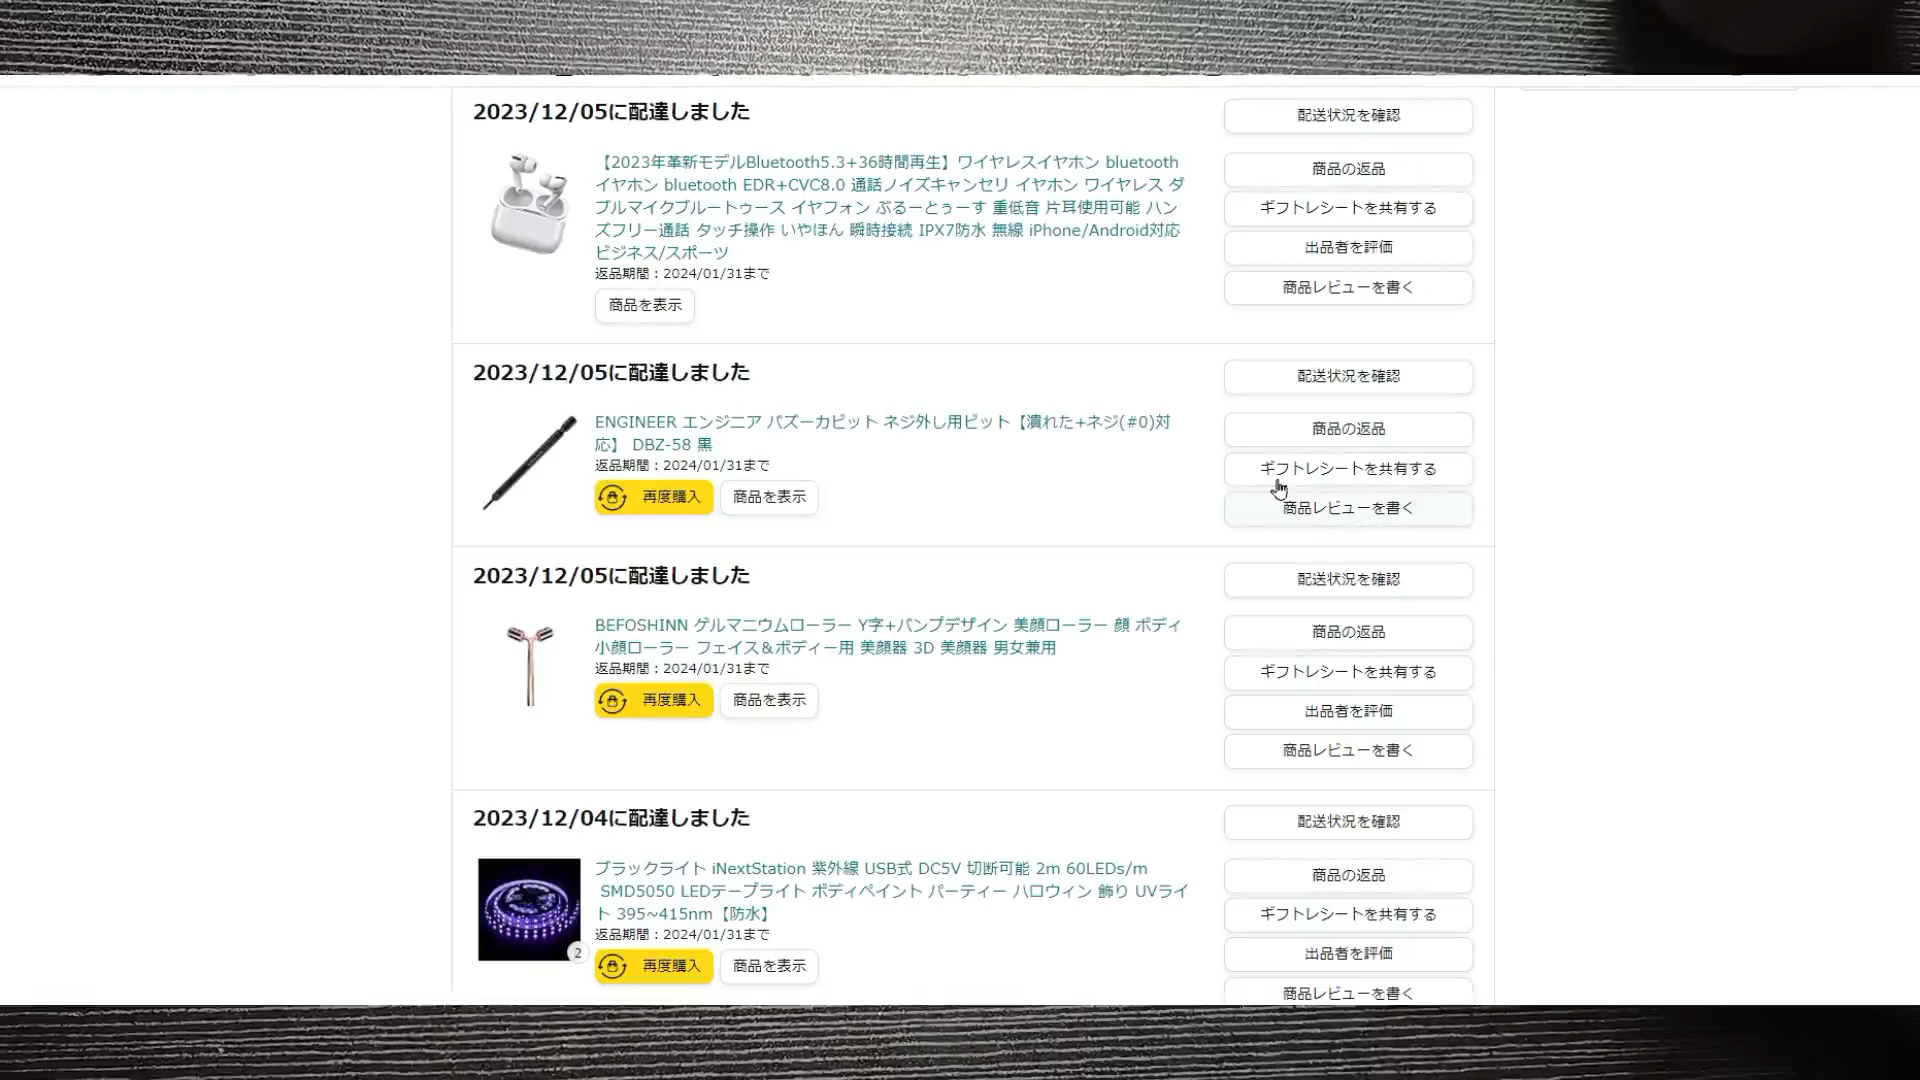 2023/12/05に配達しました
配送状況を確認
【2023年革新モデルBluetooth5.3+36時間再生】ワイヤレスイヤホン bluetooth
イヤホン bluetooth EDR+CVC8.0 通話ノイズキャンセリ イヤホン ワイヤレス ダ
ブルマイクブルートゥース イヤフォン ぶるーとぅーす 重低音 片耳使用可能 ハン
ズフリー通話 タッチ操作 いやほん 瞬時接続 IPX7防水 無線 iPhone/Android対応
ビジネス/スポーツ
返品期間：2024/01/31まで
商品を表示
商品の返品
ギフトレシートを共有する
出品者を評価
商品レビューを書く
2023/12/05に配達しました
配送状況を確認
ENGINEER エンジニア バズーカビット ネジ外し用ビット【潰れた+ネジ(#0)対
応】 DBZ-58 黒
返品期間：2024/01/31まで
再度購入
商品を表示
商品の返品
ギフトレシートを共有する
商品レビューを書く
2023/12/05に配達しました
配送状況を確認
BEFOSHINN ゲルマニウムローラー Y字+バンプデザイン 美顔ローラー 顔 ボディ
小顔ローラー フェイス＆ボディー用 美顔器 3D 美顔器 男女兼用
返品期間：2024/01/31まで
再度購入
商品を表示
商品の返品
ギフトレシートを共有する
出品者を評価
商品レビューを書く
2023/12/04に配達しました
配送状況を確認
ブラックライト iNextStation 紫外線 USB式 DC5V 切断可能 2m 60LEDs/m
SMD5050 LEDテープライト ボディペイント パーティー ハロウィン 飾り UVライ
ト 395~415nm【防水】
返品期間：2024/01/31まで
2
再度購入
商品を表示
商品の返品
ギフトレシートを共有する
出品者を評価
商品レビューを書く